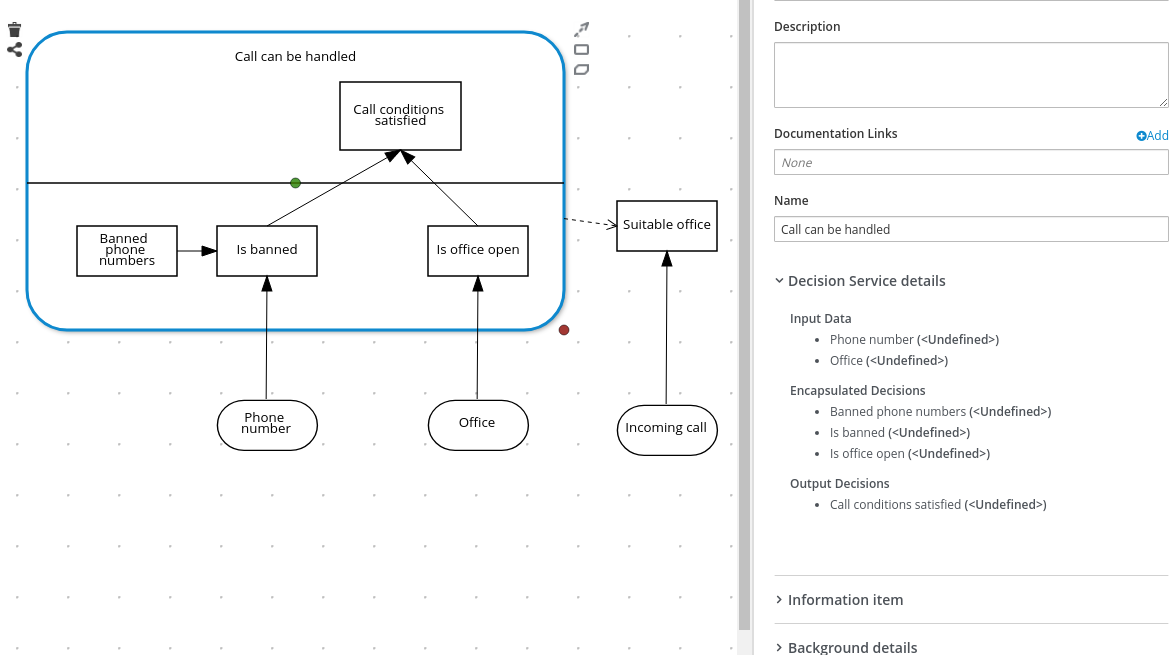 Call can be handled
Call conditions
satisfied
Banned
phone
numbers
Is banned
Is office open
Suitable office
Phone
number
Office
Incoming call
Description
Documentation Links
Add
None
Name
Call can be handled
Decision Service details
Input Data
Phone number (<Undefined>)
Office (<Undefined>)
Encapsulated Decisions
Banned phone numbers (<Undefined>)
Is banned (<Undefined>)
Is office open (<Undefined>)
Output Decisions
Call conditions satisfied (<Undefined>)
Information item
Background details